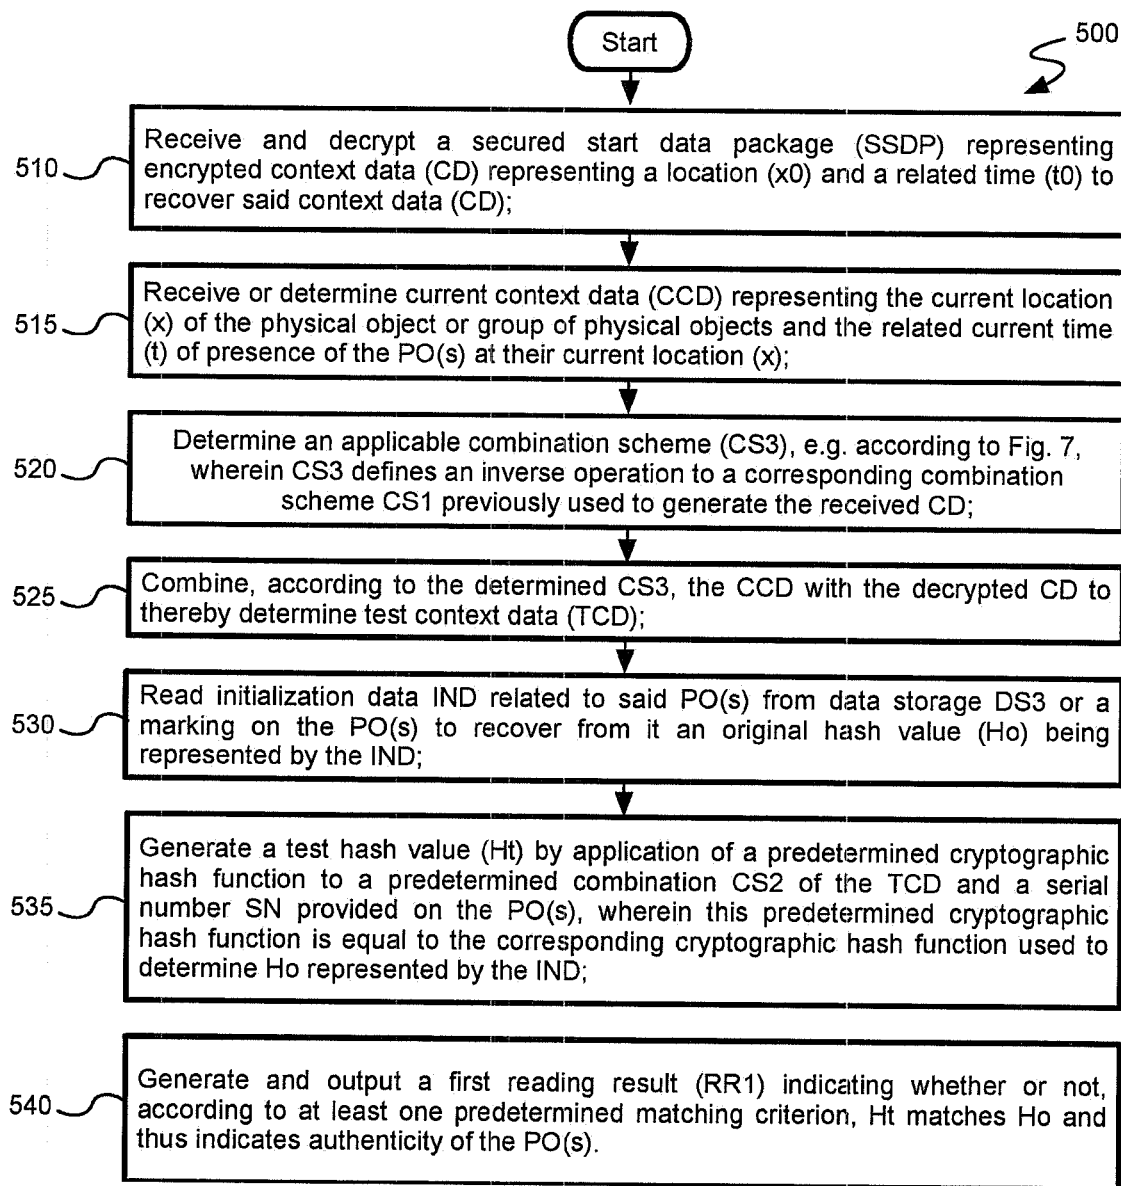 Start
500
510
Receive and decrypt a secured start data package (SSDP) representing
encrypted context data (CD) representing a location (x0) and a related time (t0) to
recover said context data (CD);
515
Receive or determine current context data (CCD) representing the current location
(x) of the physical object or group of physical objects and the related current time
(t) of presence of the PO(s) at their current location (x);
520
Determine an applicable combination scheme (CS3), e.g. according to Fig. 7,
wherein CS3 defines an inverse operation to a corresponding combination
scheme CS1 previously used to generate the received CD;
525
Combine, according to the determined CS3, the CCD with the decrypted CD to
thereby determine test context data (TCD);
530
Read initialization data IND related to said PO(s) from data storage DS3 or a
marking on the PO(s) to recover from it an original hash value (Ho) being
represented by the IND;
535
Generate a test hash value (Ht) by application of a predetermined cryptographic
hash function to a predetermined combination CS2 of the TCD and a serial
number SN provided on the PO(s), wherein this predetermined cryptographic
hash function is equal to the corresponding cryptographic hash function used to
determine Ho represented by the IND;
540
Generate and output a first reading result (RR1) indicating whether or not,
according to at least one predetermined matching criterion, Ht matches Ho and
thus indicates authenticity of the PO(s).